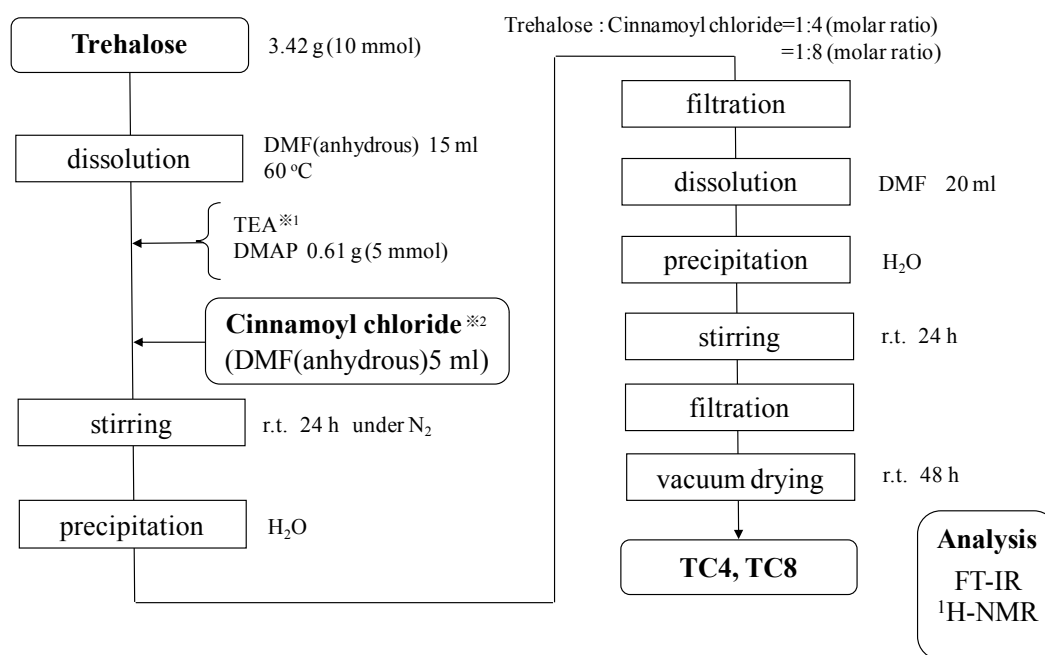 Trehalose
3.42 g (10 mmol)
dissolution
DMF(anhydrous) 15 ml
60 °C
TEA※1
DMAP 0.61 g (5 mmol)
Cinnamoyl chloride ※2
(DMF(anhydrous)5 ml)
stirring
r.t. 24 h under N₂
precipitation
H₂O
Trehalose : Cinnamoyl chloride=1:4 (molar ratio)
=1:8 (molar ratio)
filtration
dissolution
DMF 20 ml
precipitation
H₂O
stirring
r.t. 24 h
filtration
vacuum drying
r.t. 48 h
TC4, TC8
Analysis
FT-IR
¹H-NMR